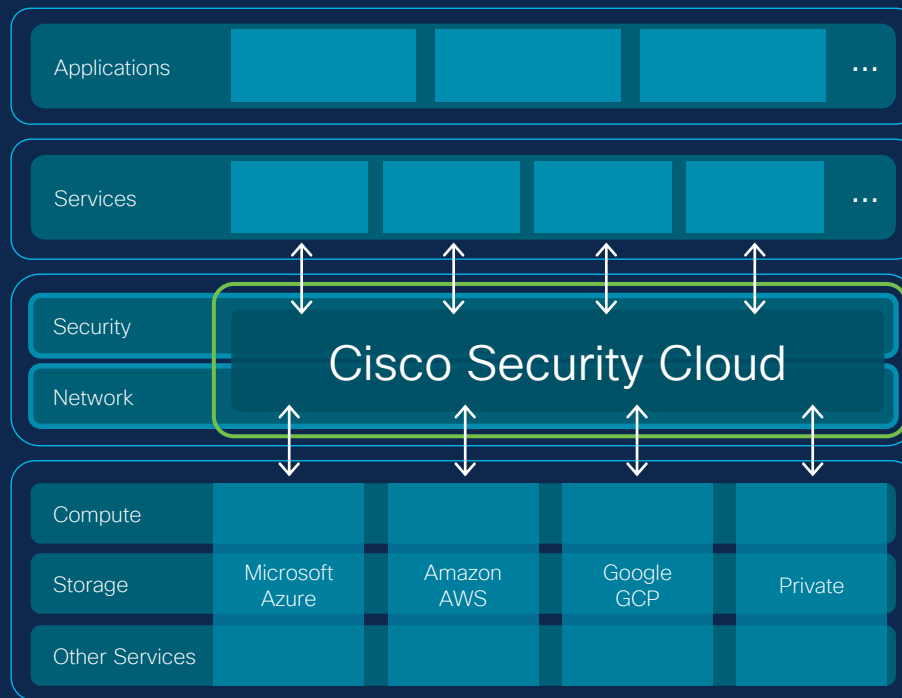 Applications
...
Services
...
Security
Cisco Security Cloud
Network
Compute
Storage
Microsoft
Azure
Amazon
AWS
Google
GCP
Private
Other Services